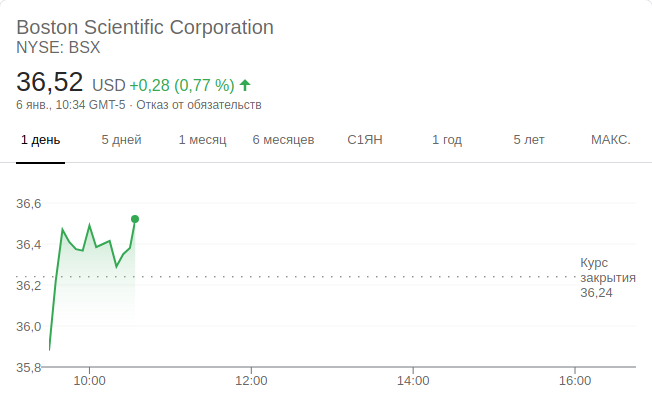 Boston Scientific Corporation
NYSE: BSX
36,52 USD +0,28 (0,77 %)
6 янв., 10:34 GMT-5 · Отказ от обязательств
1 день 5 дней 1 месяц 6 месяцев С1ЯН 1 год 5 лет МАКС.
36,6
36,4
Курс
закрытия
36,24
36,2
36,0
35,8
10:00 12:00 14:00 16:00